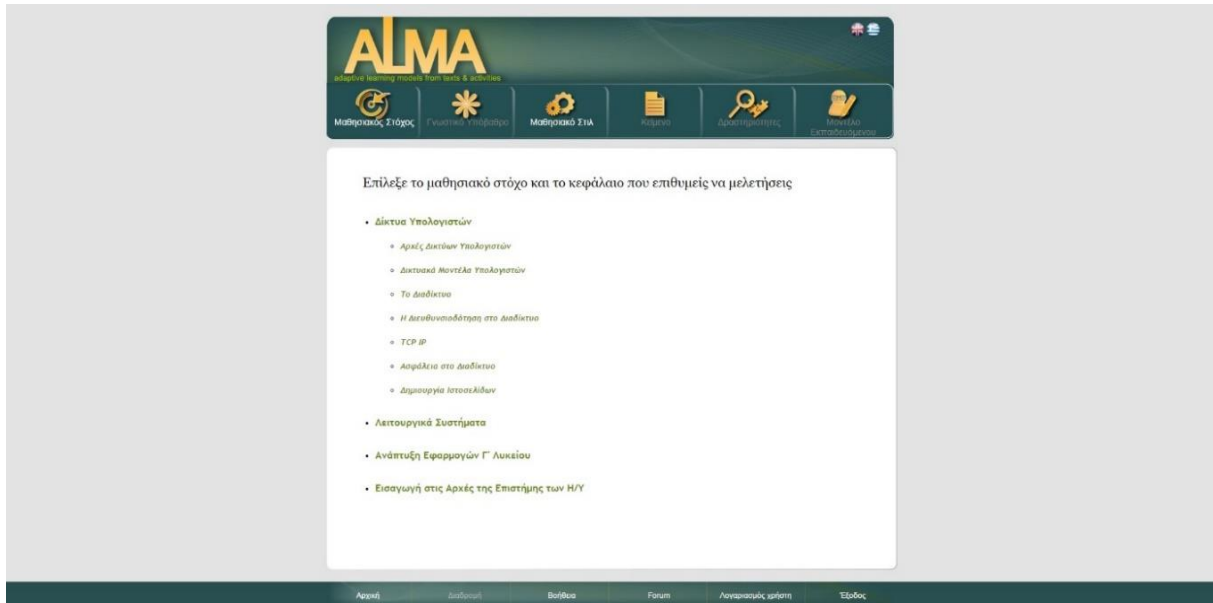 ALMA
adaptive learning models from texts & activities
Μαθησιακός Στόχος
Γνωστικό Υπόβαθρο
Μαθησιακό Στιλ
Κείμενο
Δραστηριότητες
Μοντέλο
Εκπαιδευόμενου
Επίλεξε το μαθησιακό στόχο και το κεφάλαιο που επιθυμείς να μελετήσεις
Δίκτυα Υπολογιστών
Αρχές Δικτύων Υπολογιστών
Δικτυακά Μοντέλα Υπολογιστών
Το Διαδίκτυο
Η Διευθυνσιοδότηση στο Διαδίκτυο
TCP IP
Ασφάλεια στο Διαδίκτυο
Δημιουργία Ιστοσελίδων
Λειτουργικά Συστήματα
Ανάπτυξη Εφαρμογών Γ΄ Λυκείου
Εισαγωγή στις Αρχές της Επιστήμης των Η/Υ
Αρχική
Διαδρομή
Βοήθεια
Forum
Λογαριασμός χρήστη
Έξοδος